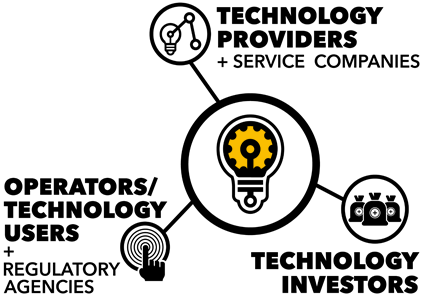 TECHNOLOGY
PROVIDERS
+ SERVICE COMPANIES
OPERATORS/
TECHNOLOGY
USERS
+
REGULATORY
AGENCIES
TECHNOLOGY
INVESTORS